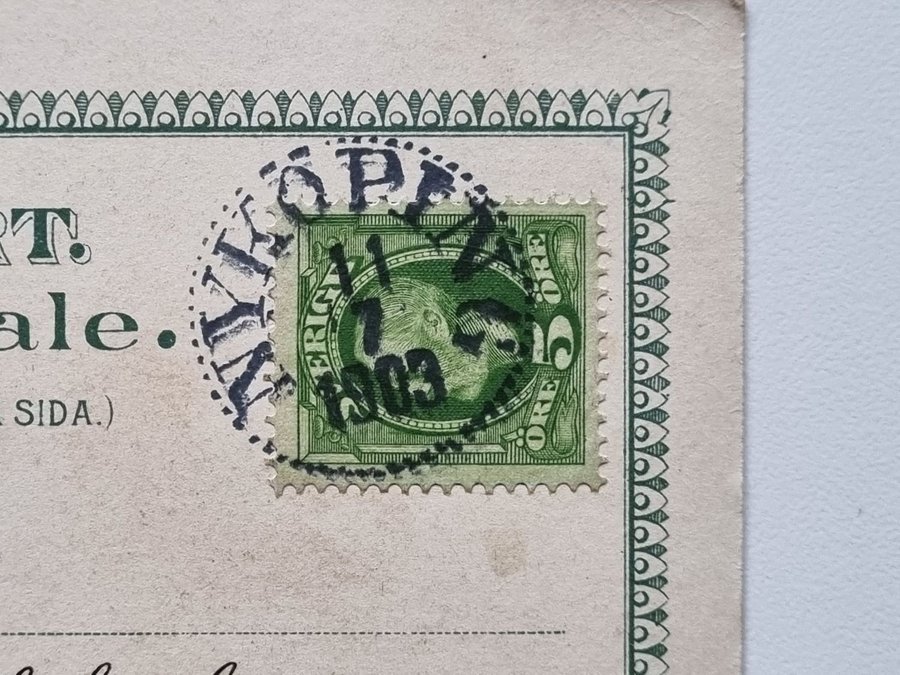 RT.
ale.
SIDA.)
NYKÖPING
11
7
1903
SVERIGE
5
ÖRE
ÖRE